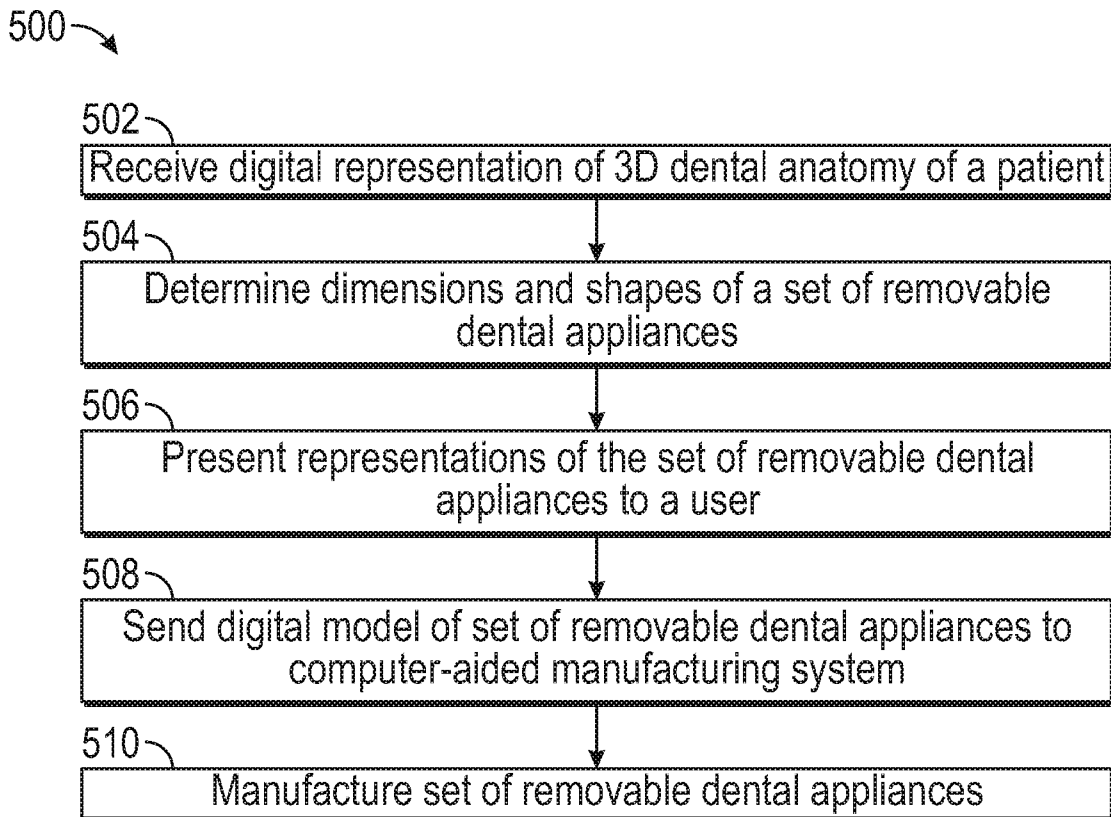 500
502
Receive digital representation of 3D dental anatomy of a patient
504
Determine dimensions and shapes of a set of removable
dental appliances
506
Present representations of the set of removable dental
appliances to a user
508
Send digital model of set of removable dental appliances to
computer-aided manufacturing system
510
Manufacture set of removable dental appliances